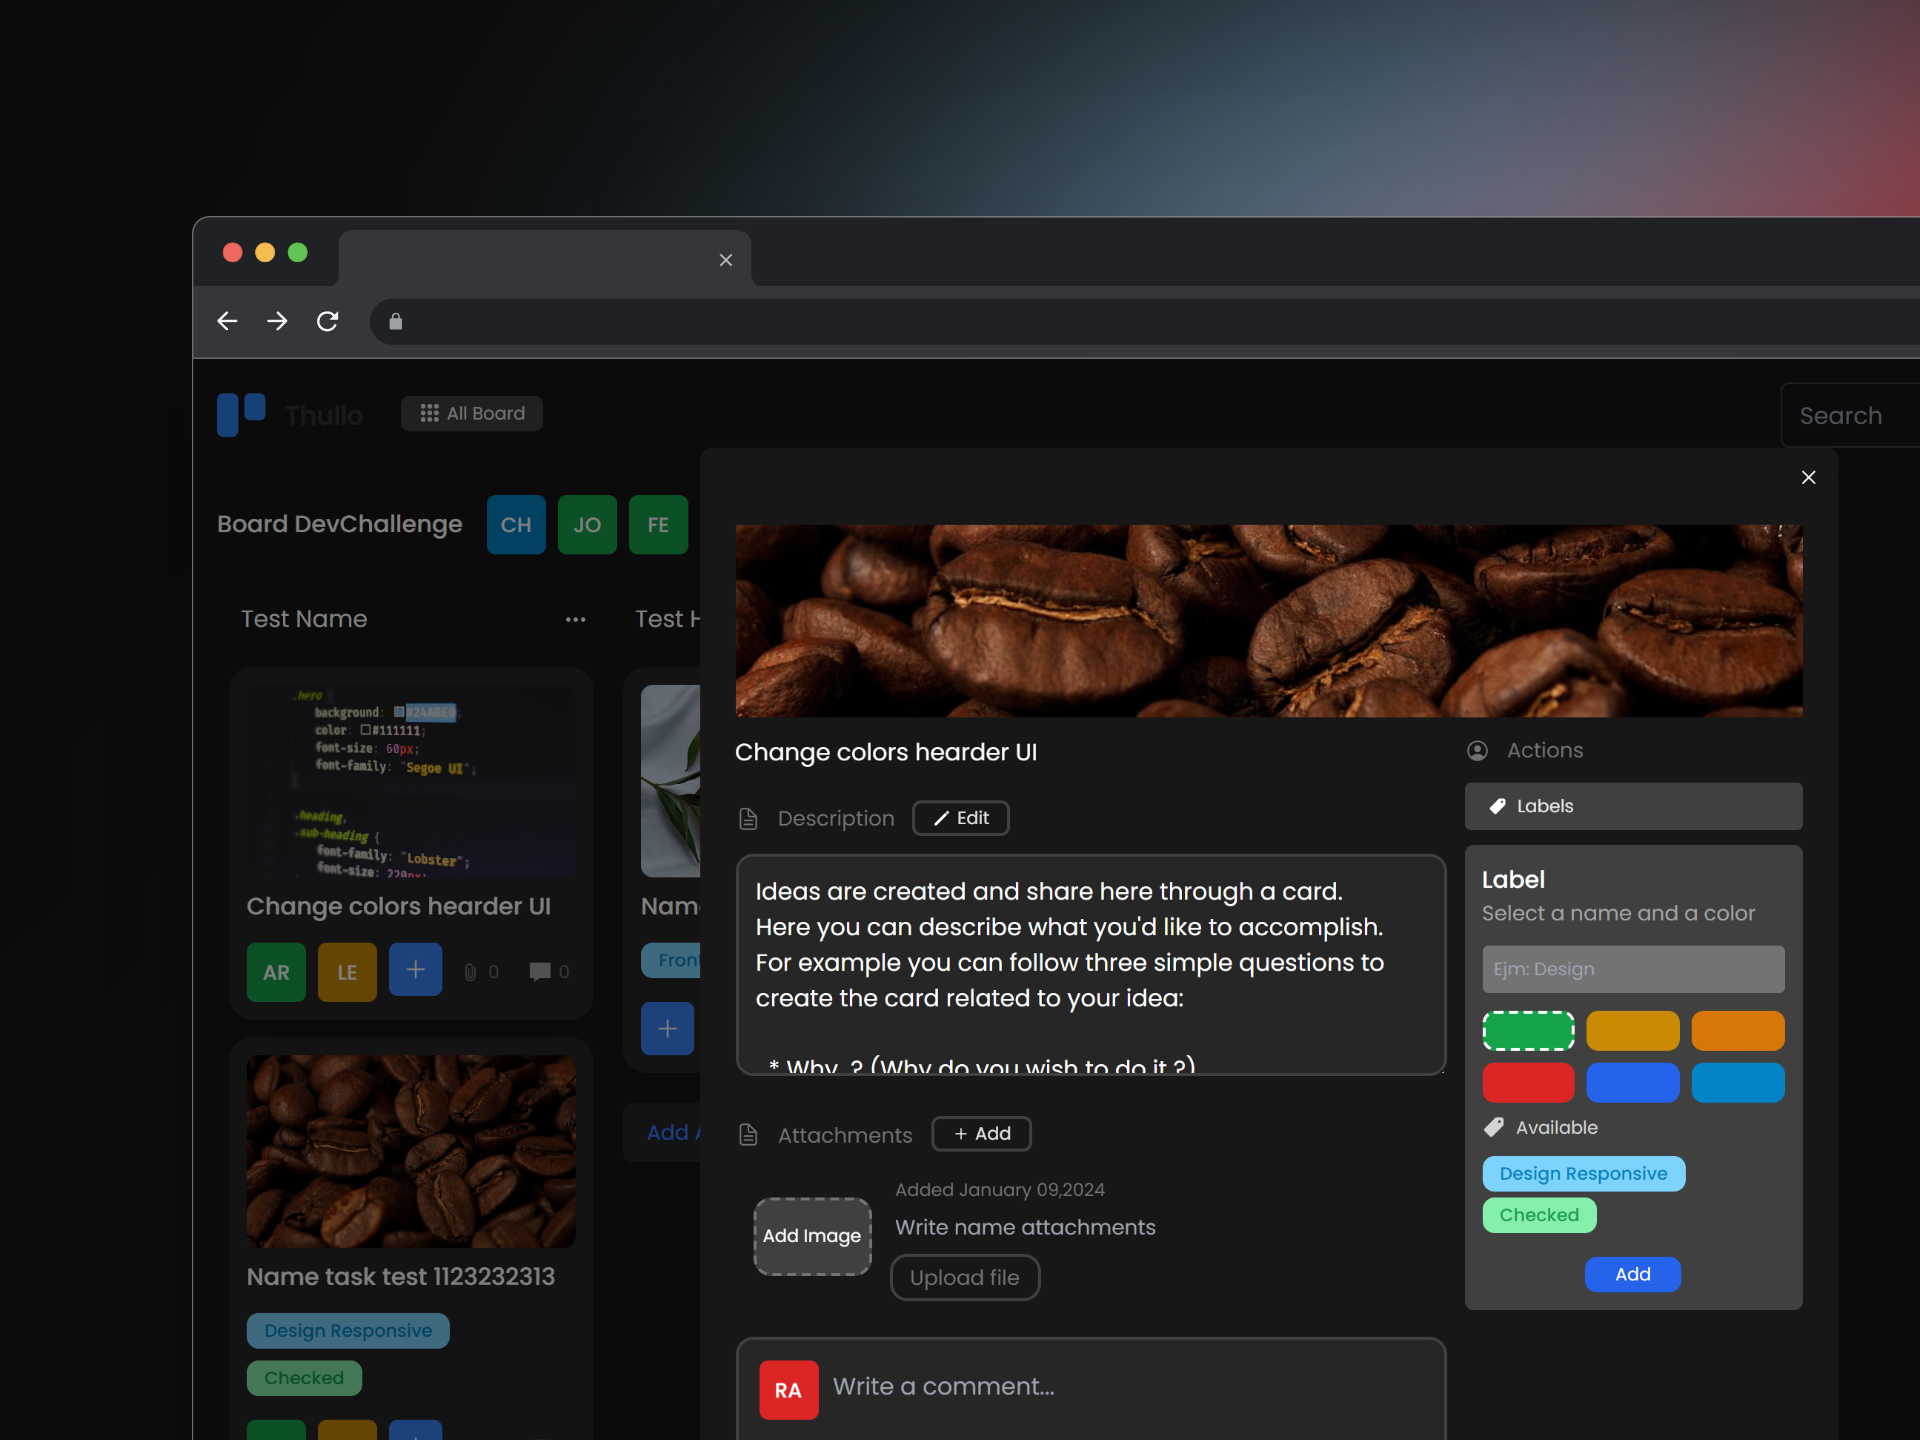 Thullo
All Board
Search
Board DevChallenge
CH
JO
FE
Test Name
Test H
.hero {
background: #24ABE0;
color: #111111;
font-size: 60px;
font-family: "Segoe UI";
}
.heading,
.sub-heading {
font-family: "Lobster";
font-size: 220px;
Change colors hearder UI
AR
LE
+
0
0
Nam
Front
+
Add A
Name task test 1123232313
Design Responsive
Checked
Change colors hearder UI
Description
Edit
Ideas are created and share here through a card.
Here you can describe what you'd like to accomplish.
For example you can follow three simple questions to
create the card related to your idea:
* Why ? (Why do you wish to do it ?)
Attachments
+ Add
Add Image
Added January 09,2024
Write name attachments
Upload file
RA
Write a comment...
Actions
Labels
Label
Select a name and a color
Ejm: Design
Available
Design Responsive
Checked
Add